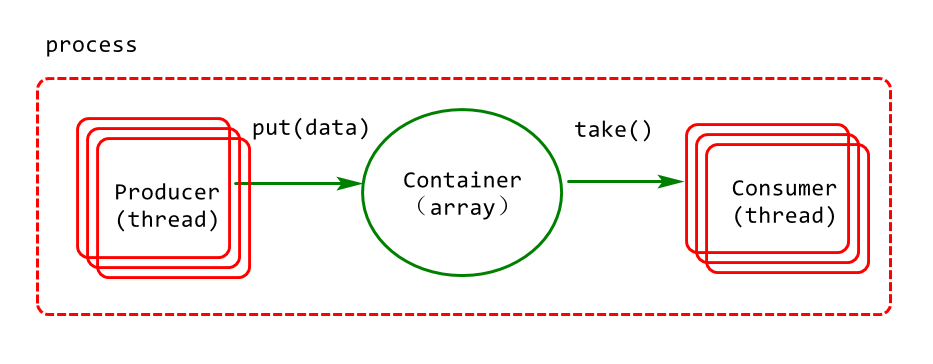 process
put(data)
take()
Producer
(thread)
Container
（array）
Consumer
(thread)